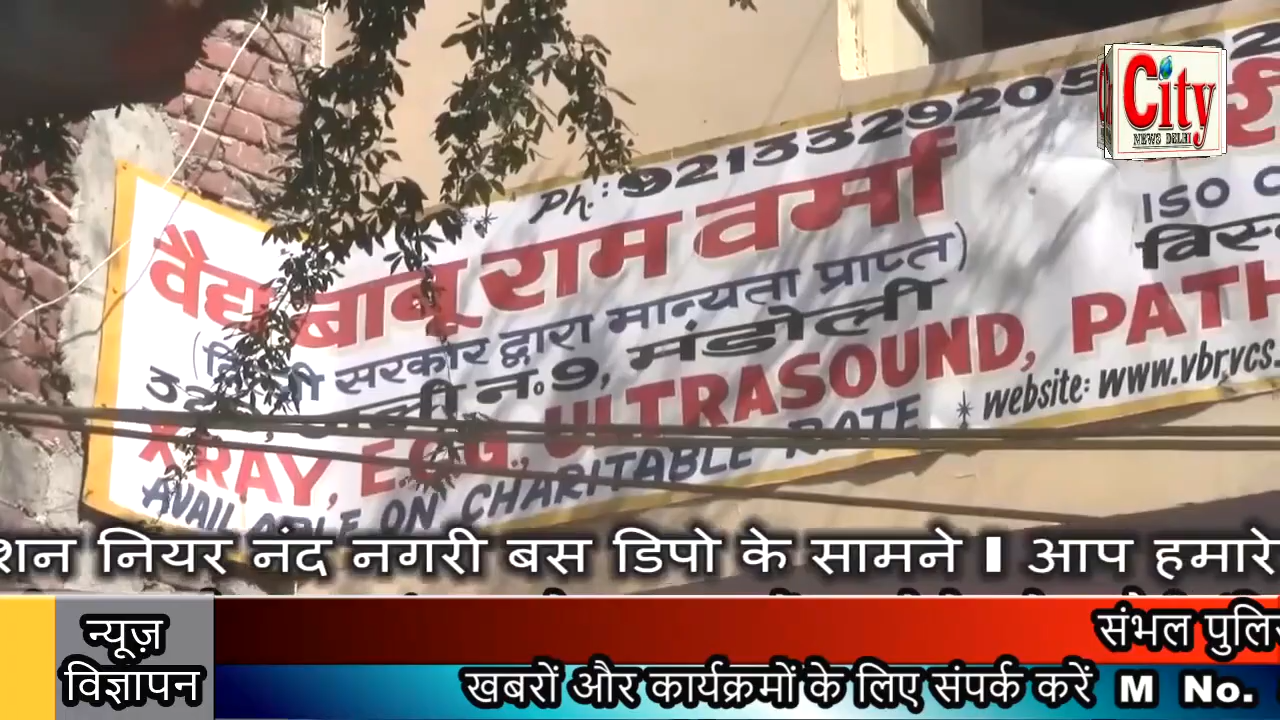 Ph.: 9213329205
वैद्य बाबू राम वर्मा
सरकार द्वारा मान्यता प्राप्त)
न॰ 9, मंडोली
X RAY, E.C.G., ULTRASOUND, PATH
AVAILABLE ON CHARITABLE RATE
* website: www.vbrvcs.
ISO
City
NEWS DELHI
शन नियर नंद नगरी बस डिपो के सामने । आप हमारे
न्यूज़
विज्ञापन
संभल पुलिस
खबरों और कार्यक्रमों के लिए संपर्क करें M No.